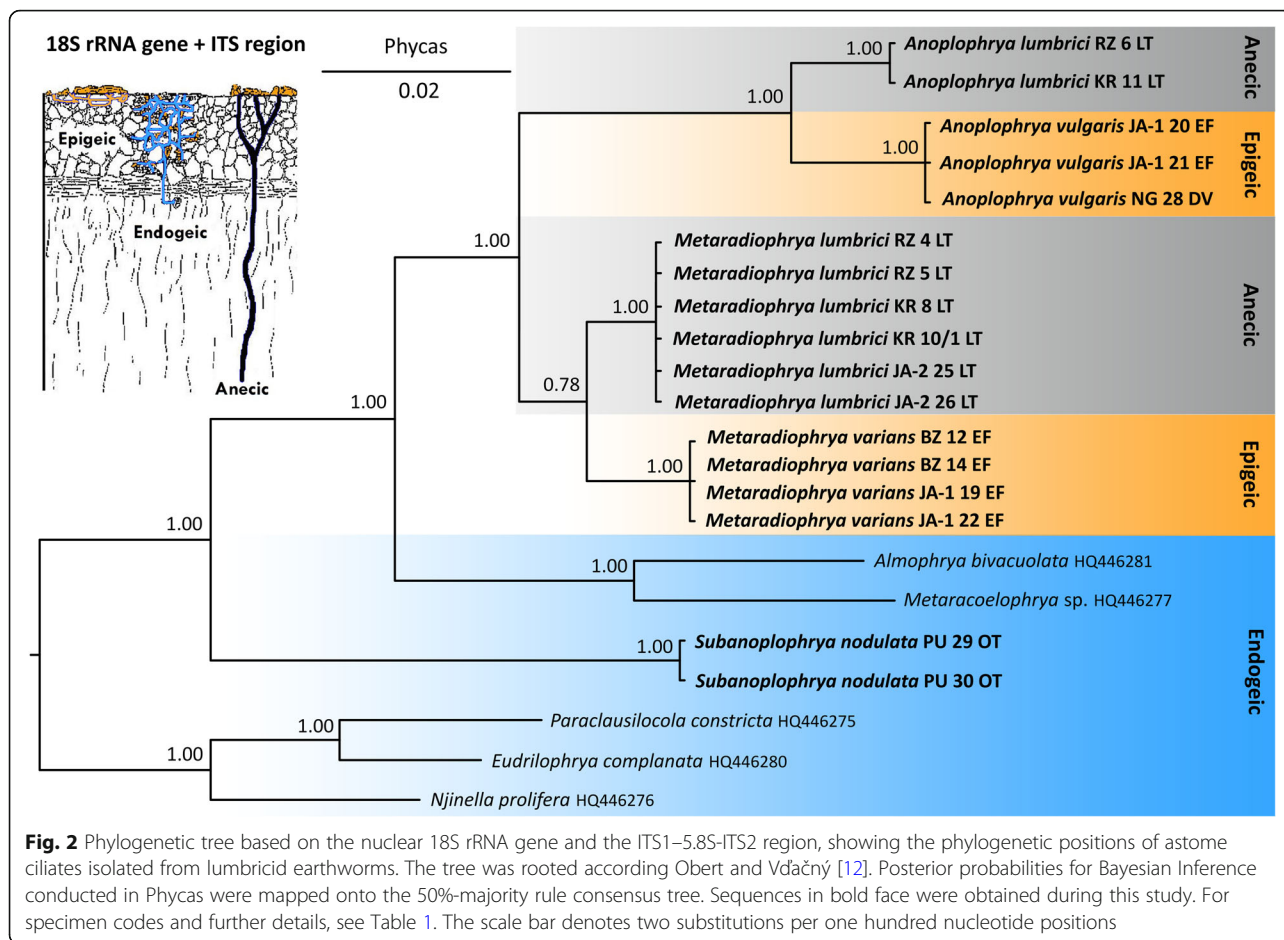 18S rRNA gene + ITS region
Epigeic
Endogeic
Anecic
Phycas
0.02
1.00
1.00
1.00
1.00
1.00
0.78
1.00
1.00
1.00
1.00
1.00
1.00
1.00
Anoplophrya lumbrici RZ 6 LT
Anoplophrya lumbrici KR 11 LT
Anoplophrya vulgaris JA-1 20 EF
Anoplophrya vulgaris JA-1 21 EF
Anoplophrya vulgaris NG 28 DV
Metaradiophrya lumbrici RZ 4 LT
Metaradiophrya lumbrici RZ 5 LT
Metaradiophrya lumbrici KR 8 LT
Metaradiophrya lumbrici KR 10/1 LT
Metaradiophrya lumbrici JA-2 25 LT
Metaradiophrya lumbrici JA-2 26 LT
Metaradiophrya varians BZ 12 EF
Metaradiophrya varians BZ 14 EF
Metaradiophrya varians JA-1 19 EF
Metaradiophrya varians JA-1 22 EF
Almophrya bivacuolata HQ446281
Metaracoelophrya sp. HQ446277
Subanoplophrya nodulata PU 29 OT
Subanoplophrya nodulata PU 30 OT
Paraclausilocola constricta HQ446275
Eudrilophrya complanata HQ446280
Njinella prolifera HQ446276
Anecic
Epigeic
Anecic
Epigeic
Endogeic
Fig. 2 Phylogenetic tree based on the nuclear 18S rRNA gene and the ITS1–5.8S-ITS2 region, showing the phylogenetic positions of astome
ciliates isolated from lumbricid earthworms. The tree was rooted according Obert and Vďačný [12]. Posterior probabilities for Bayesian Inference
conducted in Phycas were mapped onto the 50%-majority rule consensus tree. Sequences in bold face were obtained during this study. For
specimen codes and further details, see Table 1. The scale bar denotes two substitutions per one hundred nucleotide positions